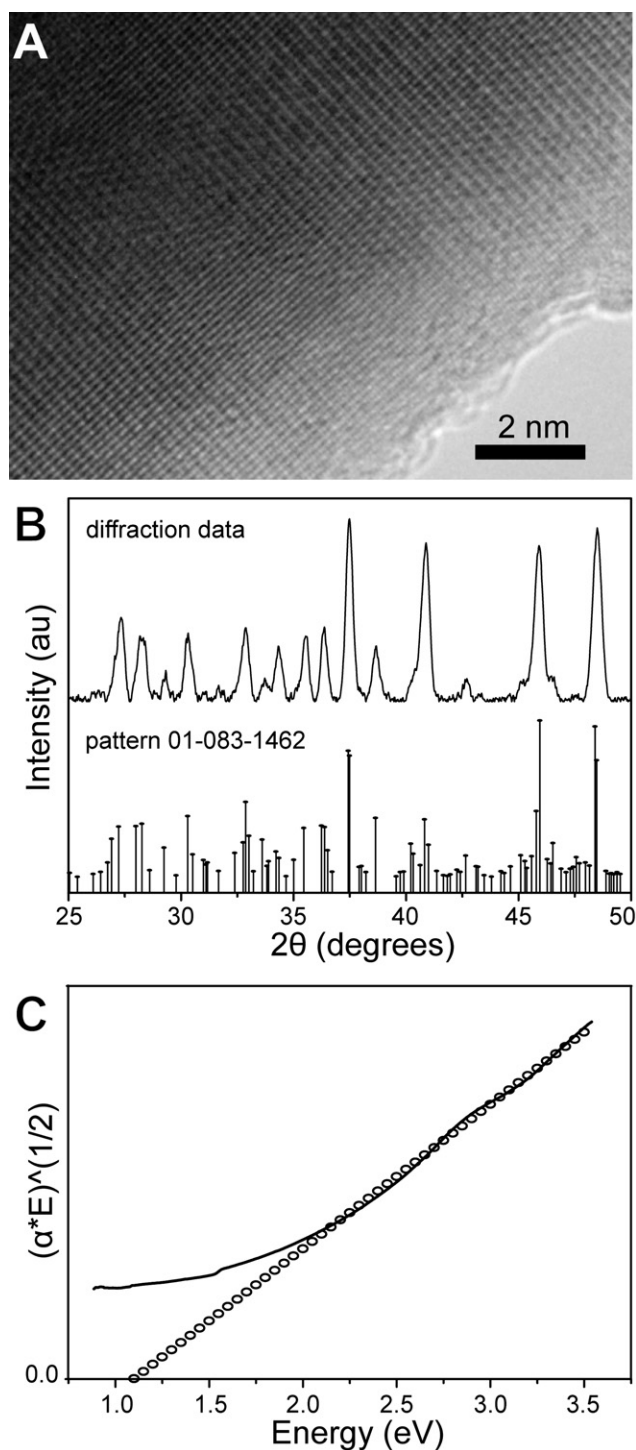 A
2 nm
B
diffraction data
pattern 01-083-1462
Intensity (au)
25 30 35 40 45 50
2θ (degrees)
C
(α*E)^(1/2)
0.0
1.0 1.5 2.0 2.5 3.0 3.5
Energy (eV)